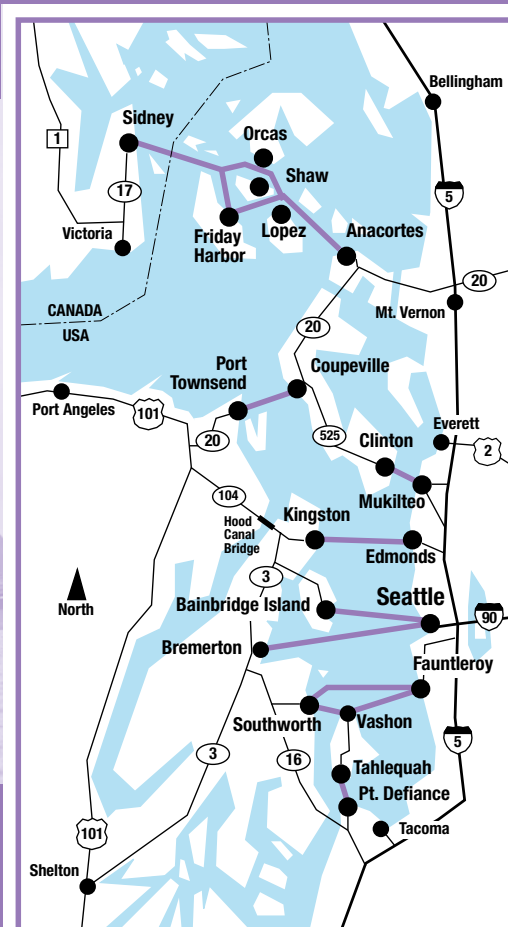 Bellingham
Sidney
1
Orcas
Shaw
17
5
Victoria
Friday
Harbor
Lopez
Anacortes
20
CANADA
USA
Mt. Vernon
20
Port
Townsend
Coupeville
Port Angeles
101
20
525
Everett
2
Clinton
Mukilteo
104
Hood
Canal
Bridge
Kingston
Edmonds
3
North
Bainbridge Island
Seattle
90
Bremerton
Fauntleroy
Southworth
Vashon
3
16
5
Tahlequah
Pt. Defiance
101
Tacoma
Shelton